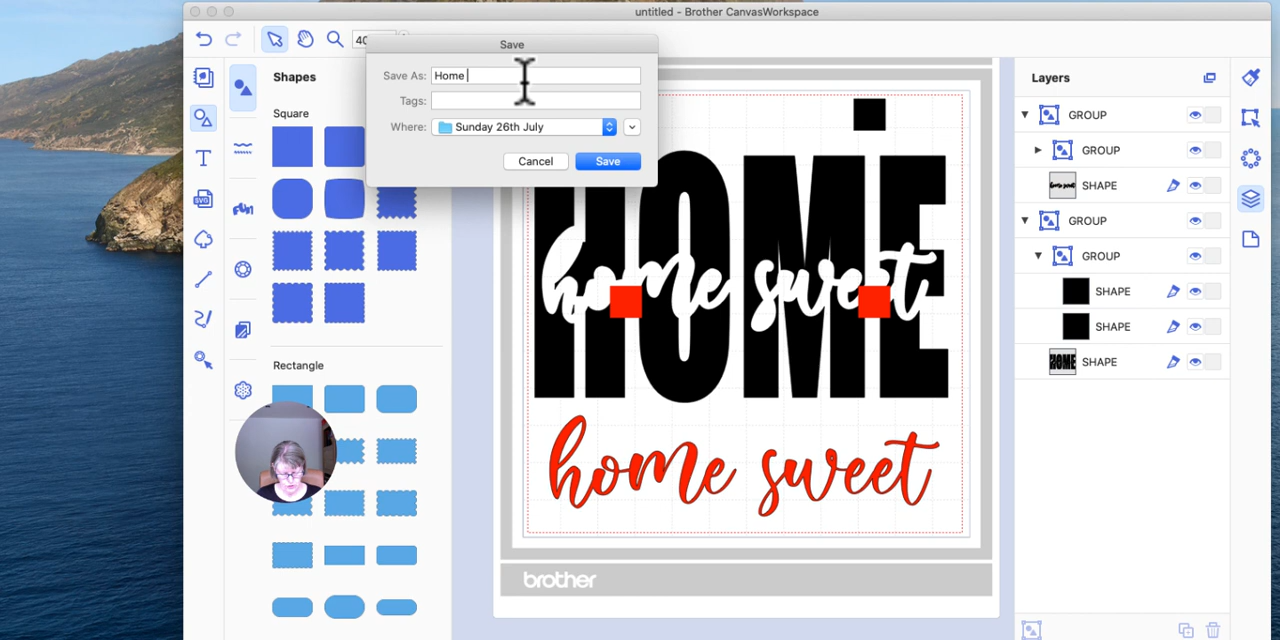 untitled - Brother CanvasWorkspace
40
Save
Save As: Home
Tags:
Where: Sunday 26th July
Cancel
Save
Shapes
Square
Rectangle
HOME
home sweet
home sweet
brother
Layers
GROUP
GROUP
SHAPE
GROUP
GROUP
SHAPE
SHAPE
SHAPE